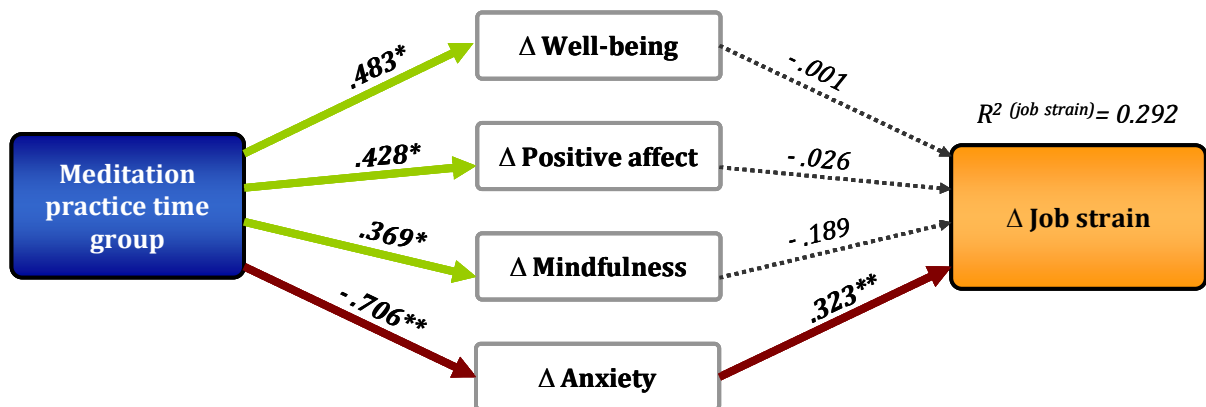 Δ Well-being
.483*
- .001
R² (job strain)= 0.292
Δ Positive affect
.428*
- .026
Meditation
practice time
group
Δ Job strain
.369*
- .189
Δ Mindfulness
- .706**
.323**
Δ Anxiety